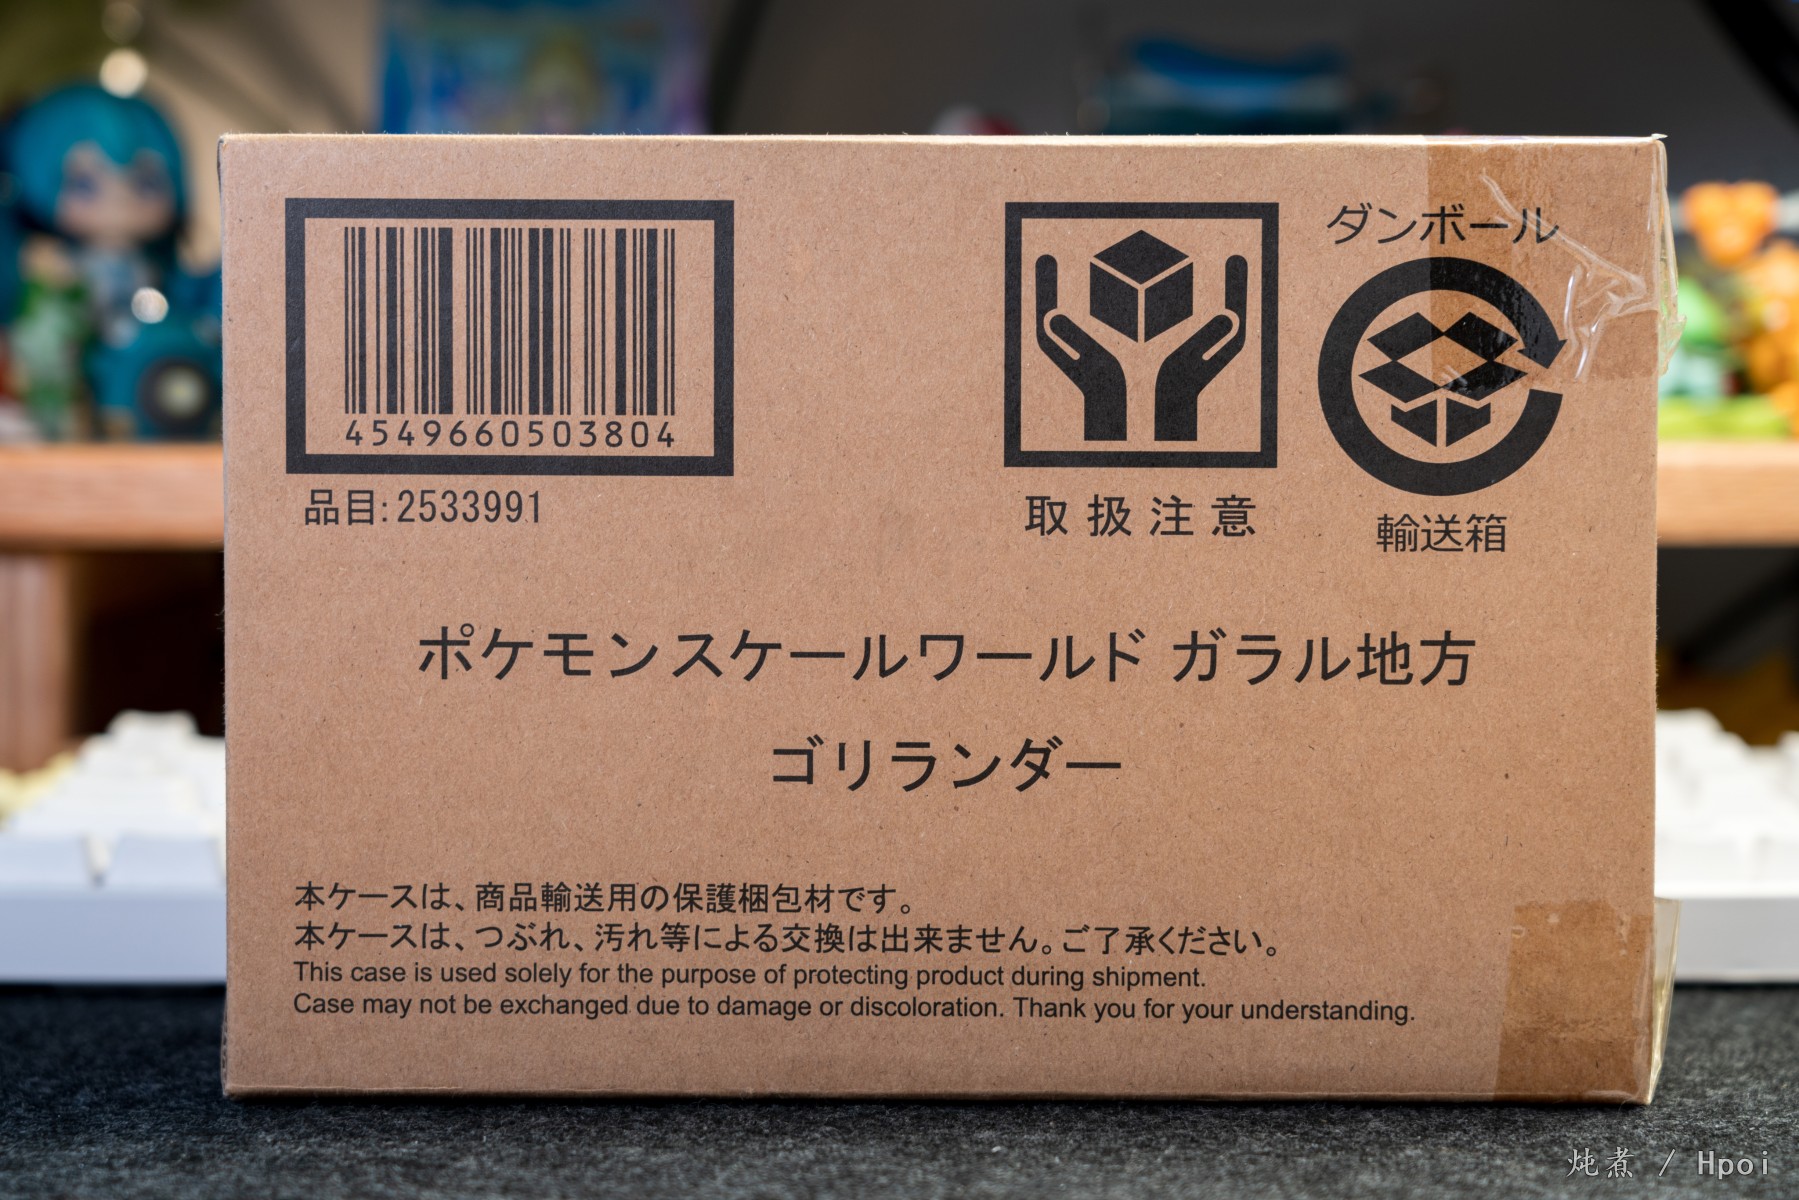 4549660503804
品目:2533991
取扱注意
ダンボール
輸送箱
ポケモンスケールワールド ガラル地方
ゴリランダー
本ケースは、商品輸送用の保護梱包材です。
本ケースは、つぶれ、汚れ等による交換は出来ません。ご了承ください。
This case is used solely for the purpose of protecting product during shipment.
Case may not be exchanged due to damage or discoloration. Thank you for your understanding.
炖煮 / Hpoi